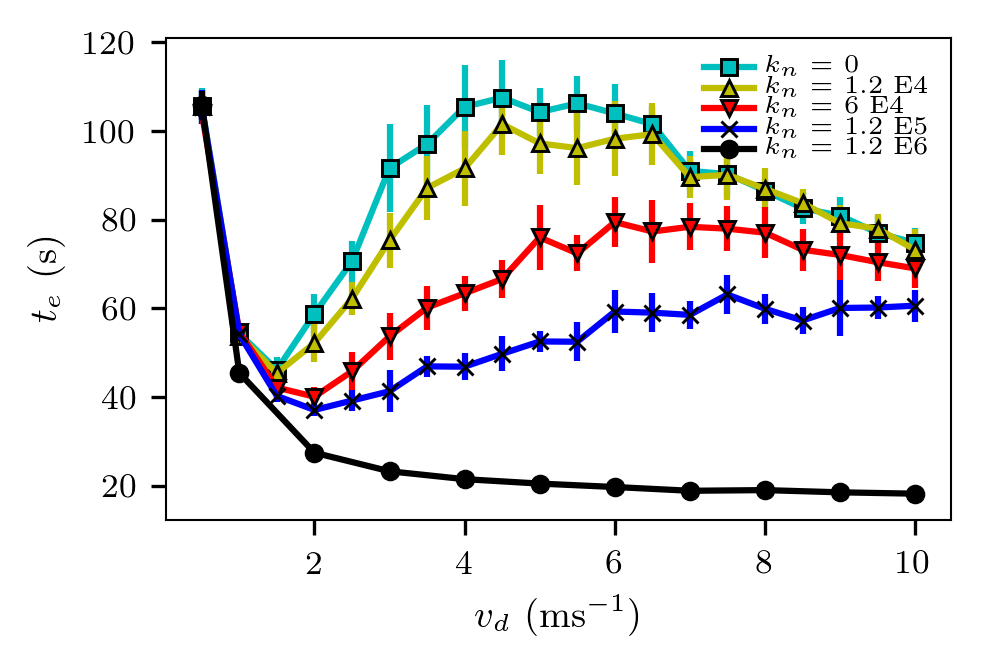 120
100
80
60
40
20
t_e (s)
k_n = 0
k_n = 1.2 E4
k_n = 6 E4
k_n = 1.2 E5
k_n = 1.2 E6
2 4 6 8 10
v_d (ms⁻¹)